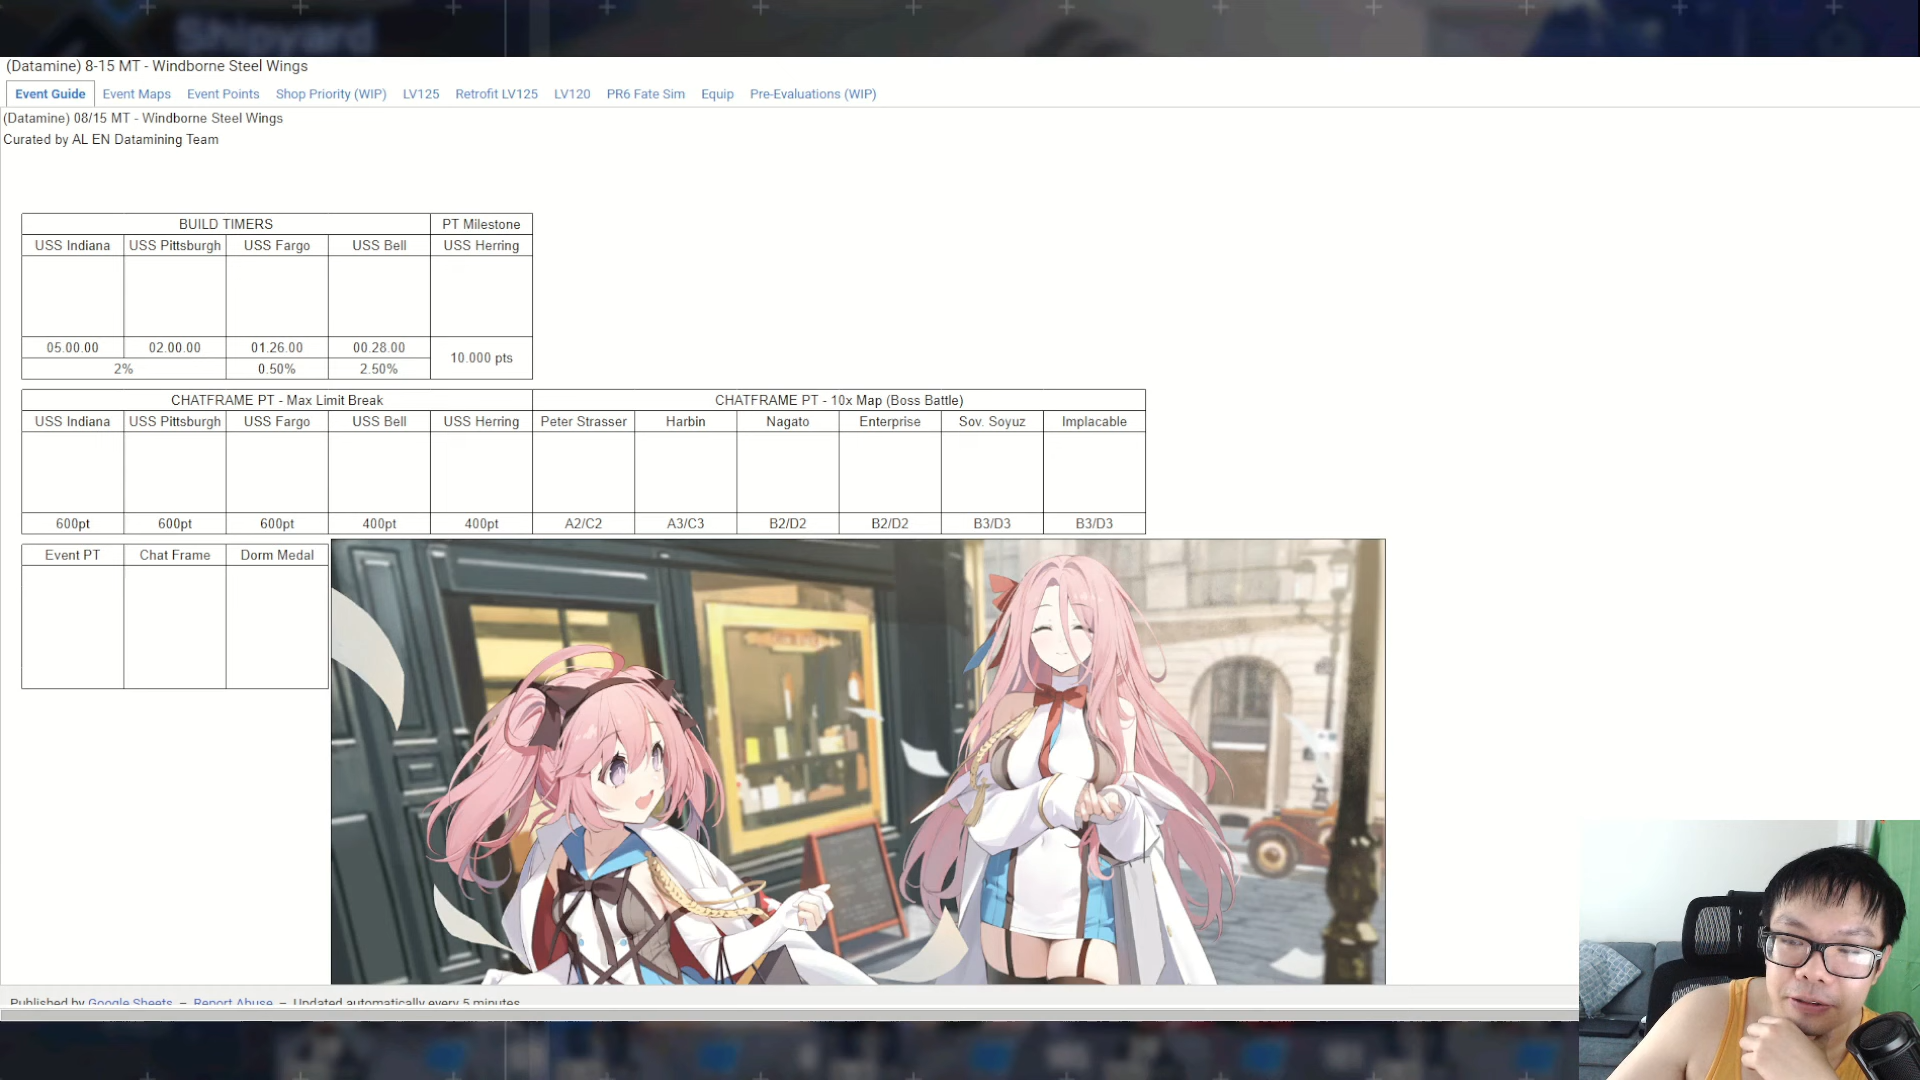 Shipyard
(Datamine) 8-15 MT - Windborne Steel Wings
Event Guide Event Maps Event Points Shop Priority (WIP) LV125 Retrofit LV125 LV120 PR6 Fate Sim Equip Pre-Evaluations (WIP)
(Datamine) 08/15 MT - Windborne Steel Wings
Curated by AL EN Datamining Team
BUILD TIMERS PT Milestone
USS Indiana USS Pittsburgh USS Fargo USS Bell USS Herring
05.00.00 02.00.00 01.26.00 00.28.00 10.000 pts
2% 0.50% 2.50%
CHATFRAME PT - Max Limit Break CHATFRAME PT - 10x Map (Boss Battle)
USS Indiana USS Pittsburgh USS Fargo USS Bell USS Herring Peter Strasser Harbin Nagato Enterprise Sov. Soyuz Implacable
600pt 600pt 600pt 400pt 400pt A2/C2 A3/C3 B2/D2 B2/D2 B3/D3 B3/D3
Event PT Chat Frame Dorm Medal
Published by Google Sheets – Report Abuse – Updated automatically every 5 minutes